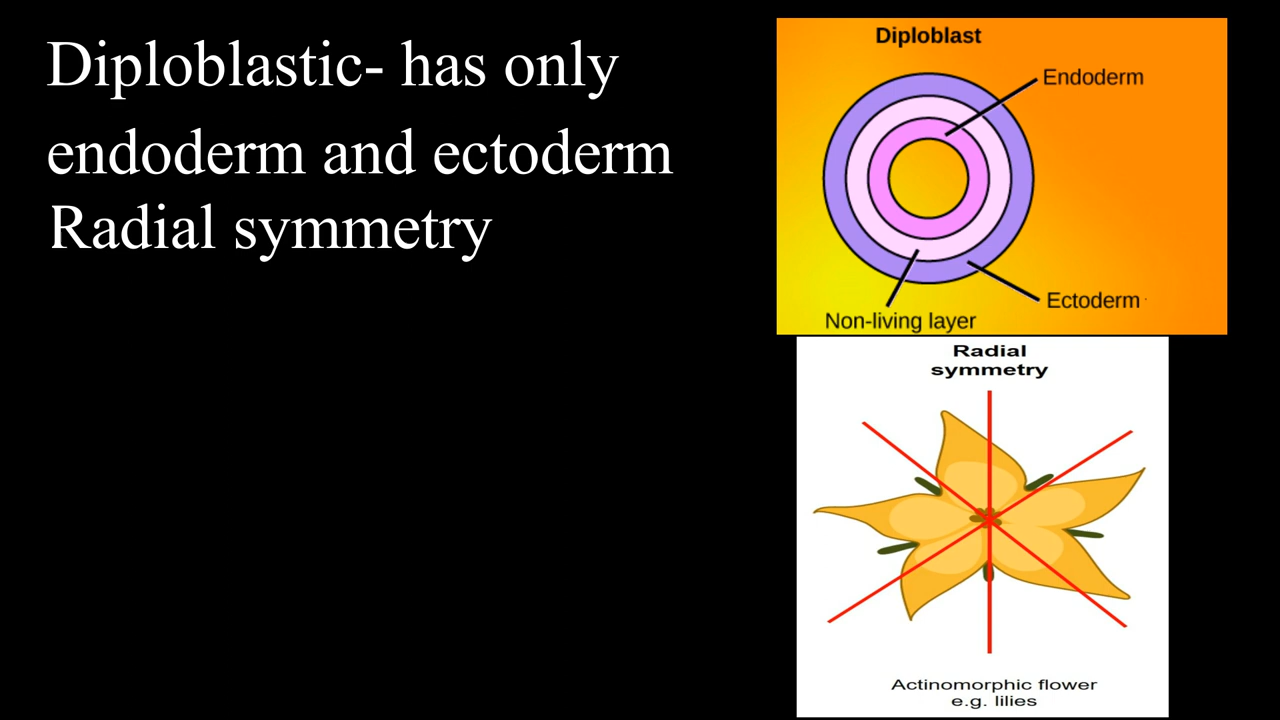 Diploblastic- has only
endoderm and ectoderm
Radial symmetry
Diploblast
Endoderm
Ectoderm
Non-living layer
Radial
symmetry
Actinomorphic flower
e.g. lilies